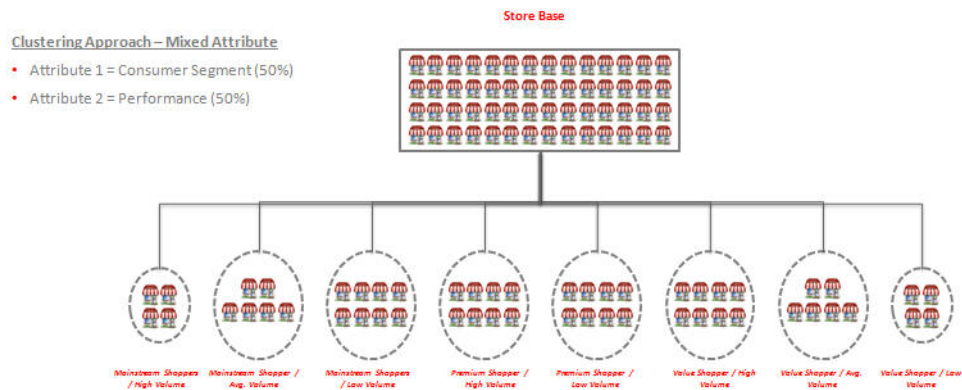 Store Base
Clustering Approach – Mixed Attribute
• Attribute 1 = Consumer Segment (50%)
• Attribute 2 = Performance (50%)
Mainstream Shoppers
/ High Volume
Mainstream Shopper /
Avg. Volume
Mainstream Shoppers
/ Low Volume
Premium Shopper /
High Volume
Premium Shopper /
Low Volume
Value Shopper / High
Volume
Value Shopper / Avg.
Volume
Value Shopper / Low
Volume